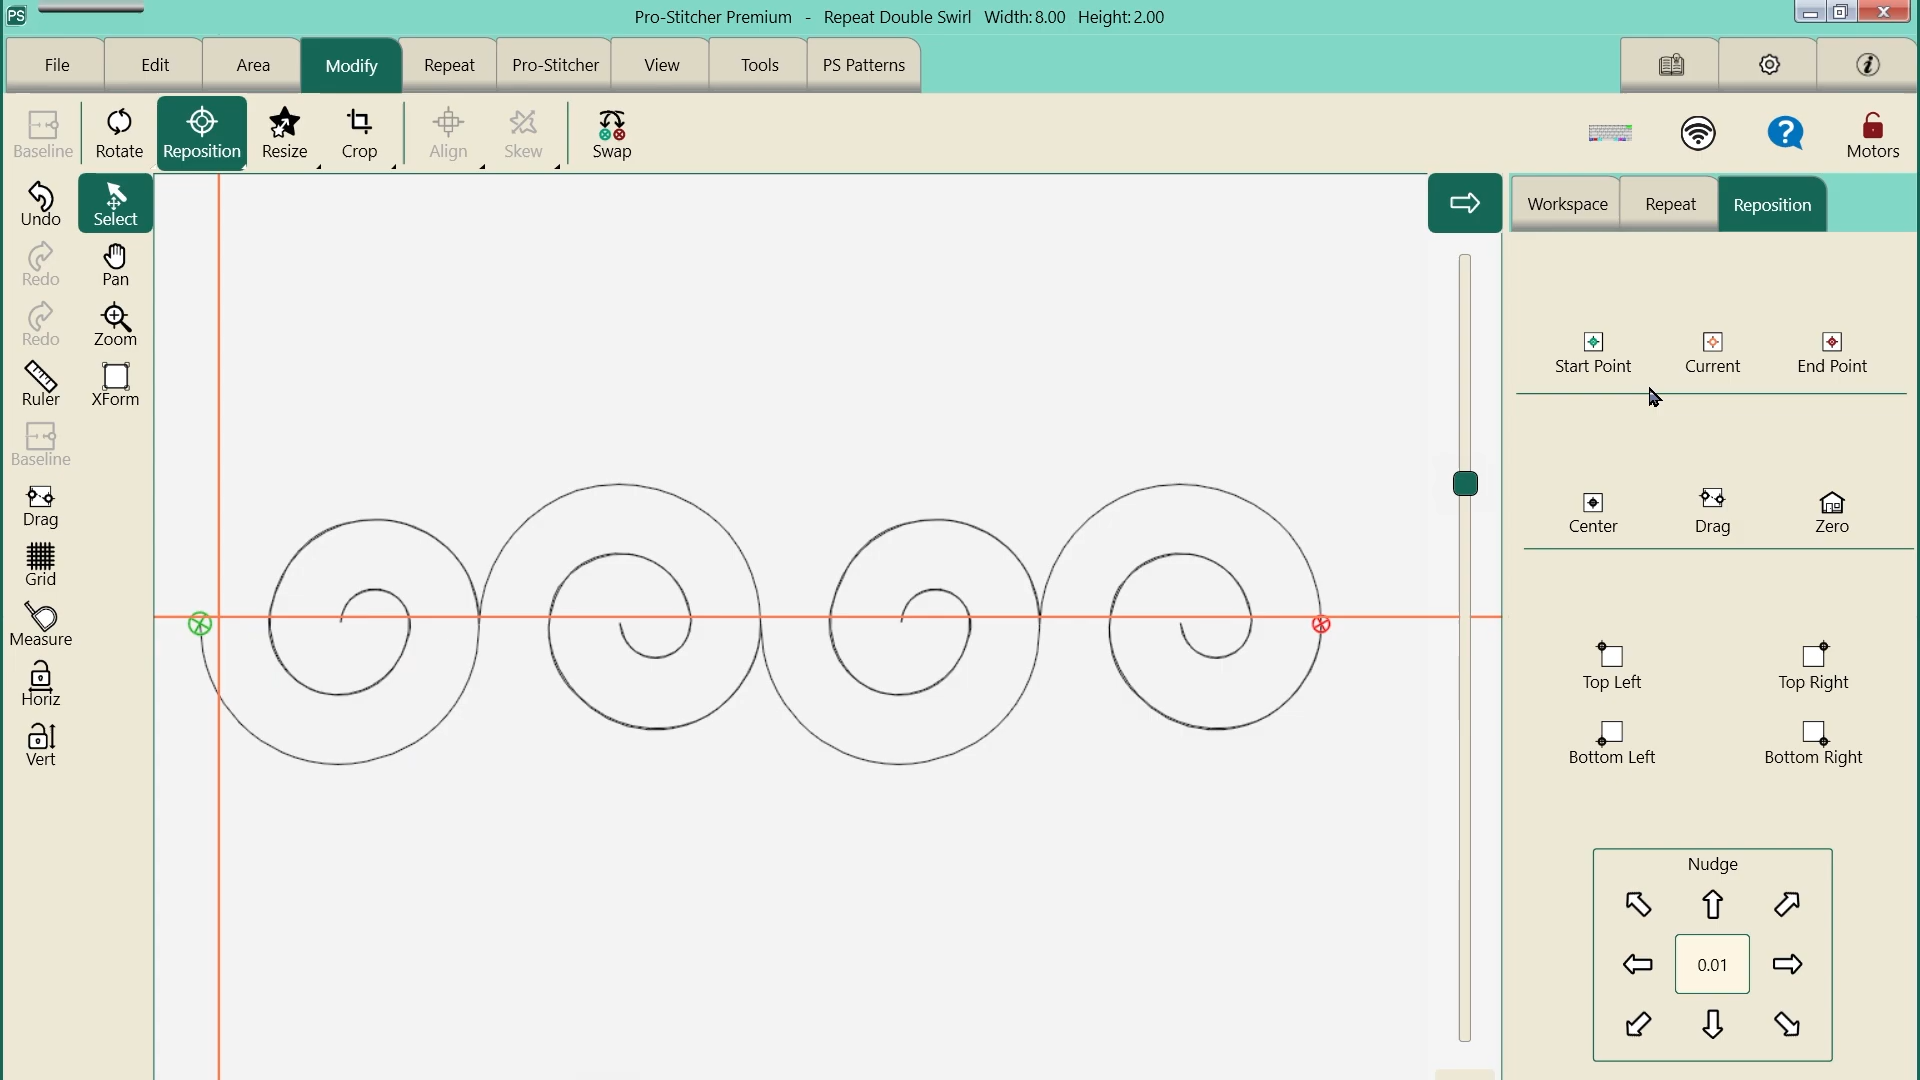 PS
Pro-Stitcher Premium - Repeat Double Swirl Width: 8.00 Height: 2.00
File Edit Area Modify Repeat Pro-Stitcher View Tools PS Patterns
Baseline Rotate Reposition Resize Crop Align Skew Swap Motors
Undo Select
Redo Pan
Redo Zoom
Ruler XForm
Baseline
Drag
Grid
Measure
Horiz
Vert
Workspace Repeat Reposition
Start Point Current End Point
Center Drag Zero
Top Left Top Right
Bottom Left Bottom Right
Nudge
0.01